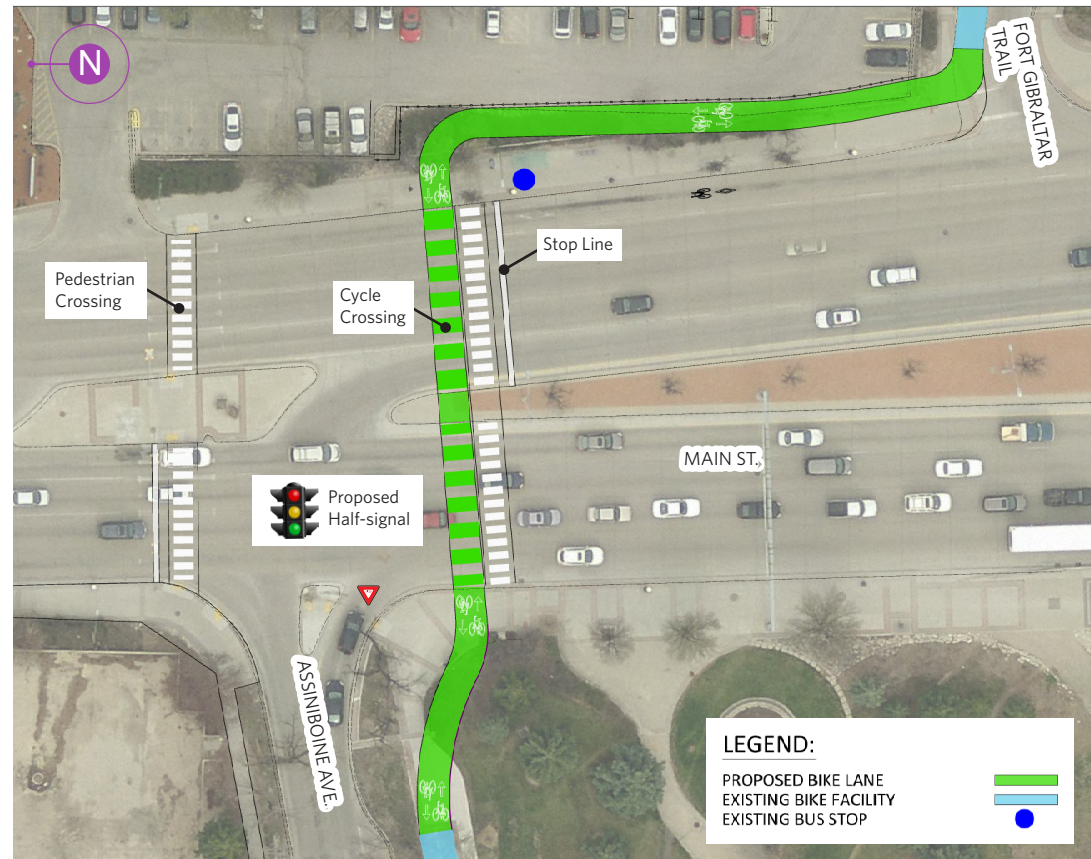 N
FORT GIBRALTAR
TRAIL
Stop Line
Pedestrian
Crossing
Cycle
Crossing
MAIN ST.
Proposed
Half-signal
ASSINIBOINE AVE.
LEGEND:
PROPOSED BIKE LANE
EXISTING BIKE FACILITY
EXISTING BUS STOP